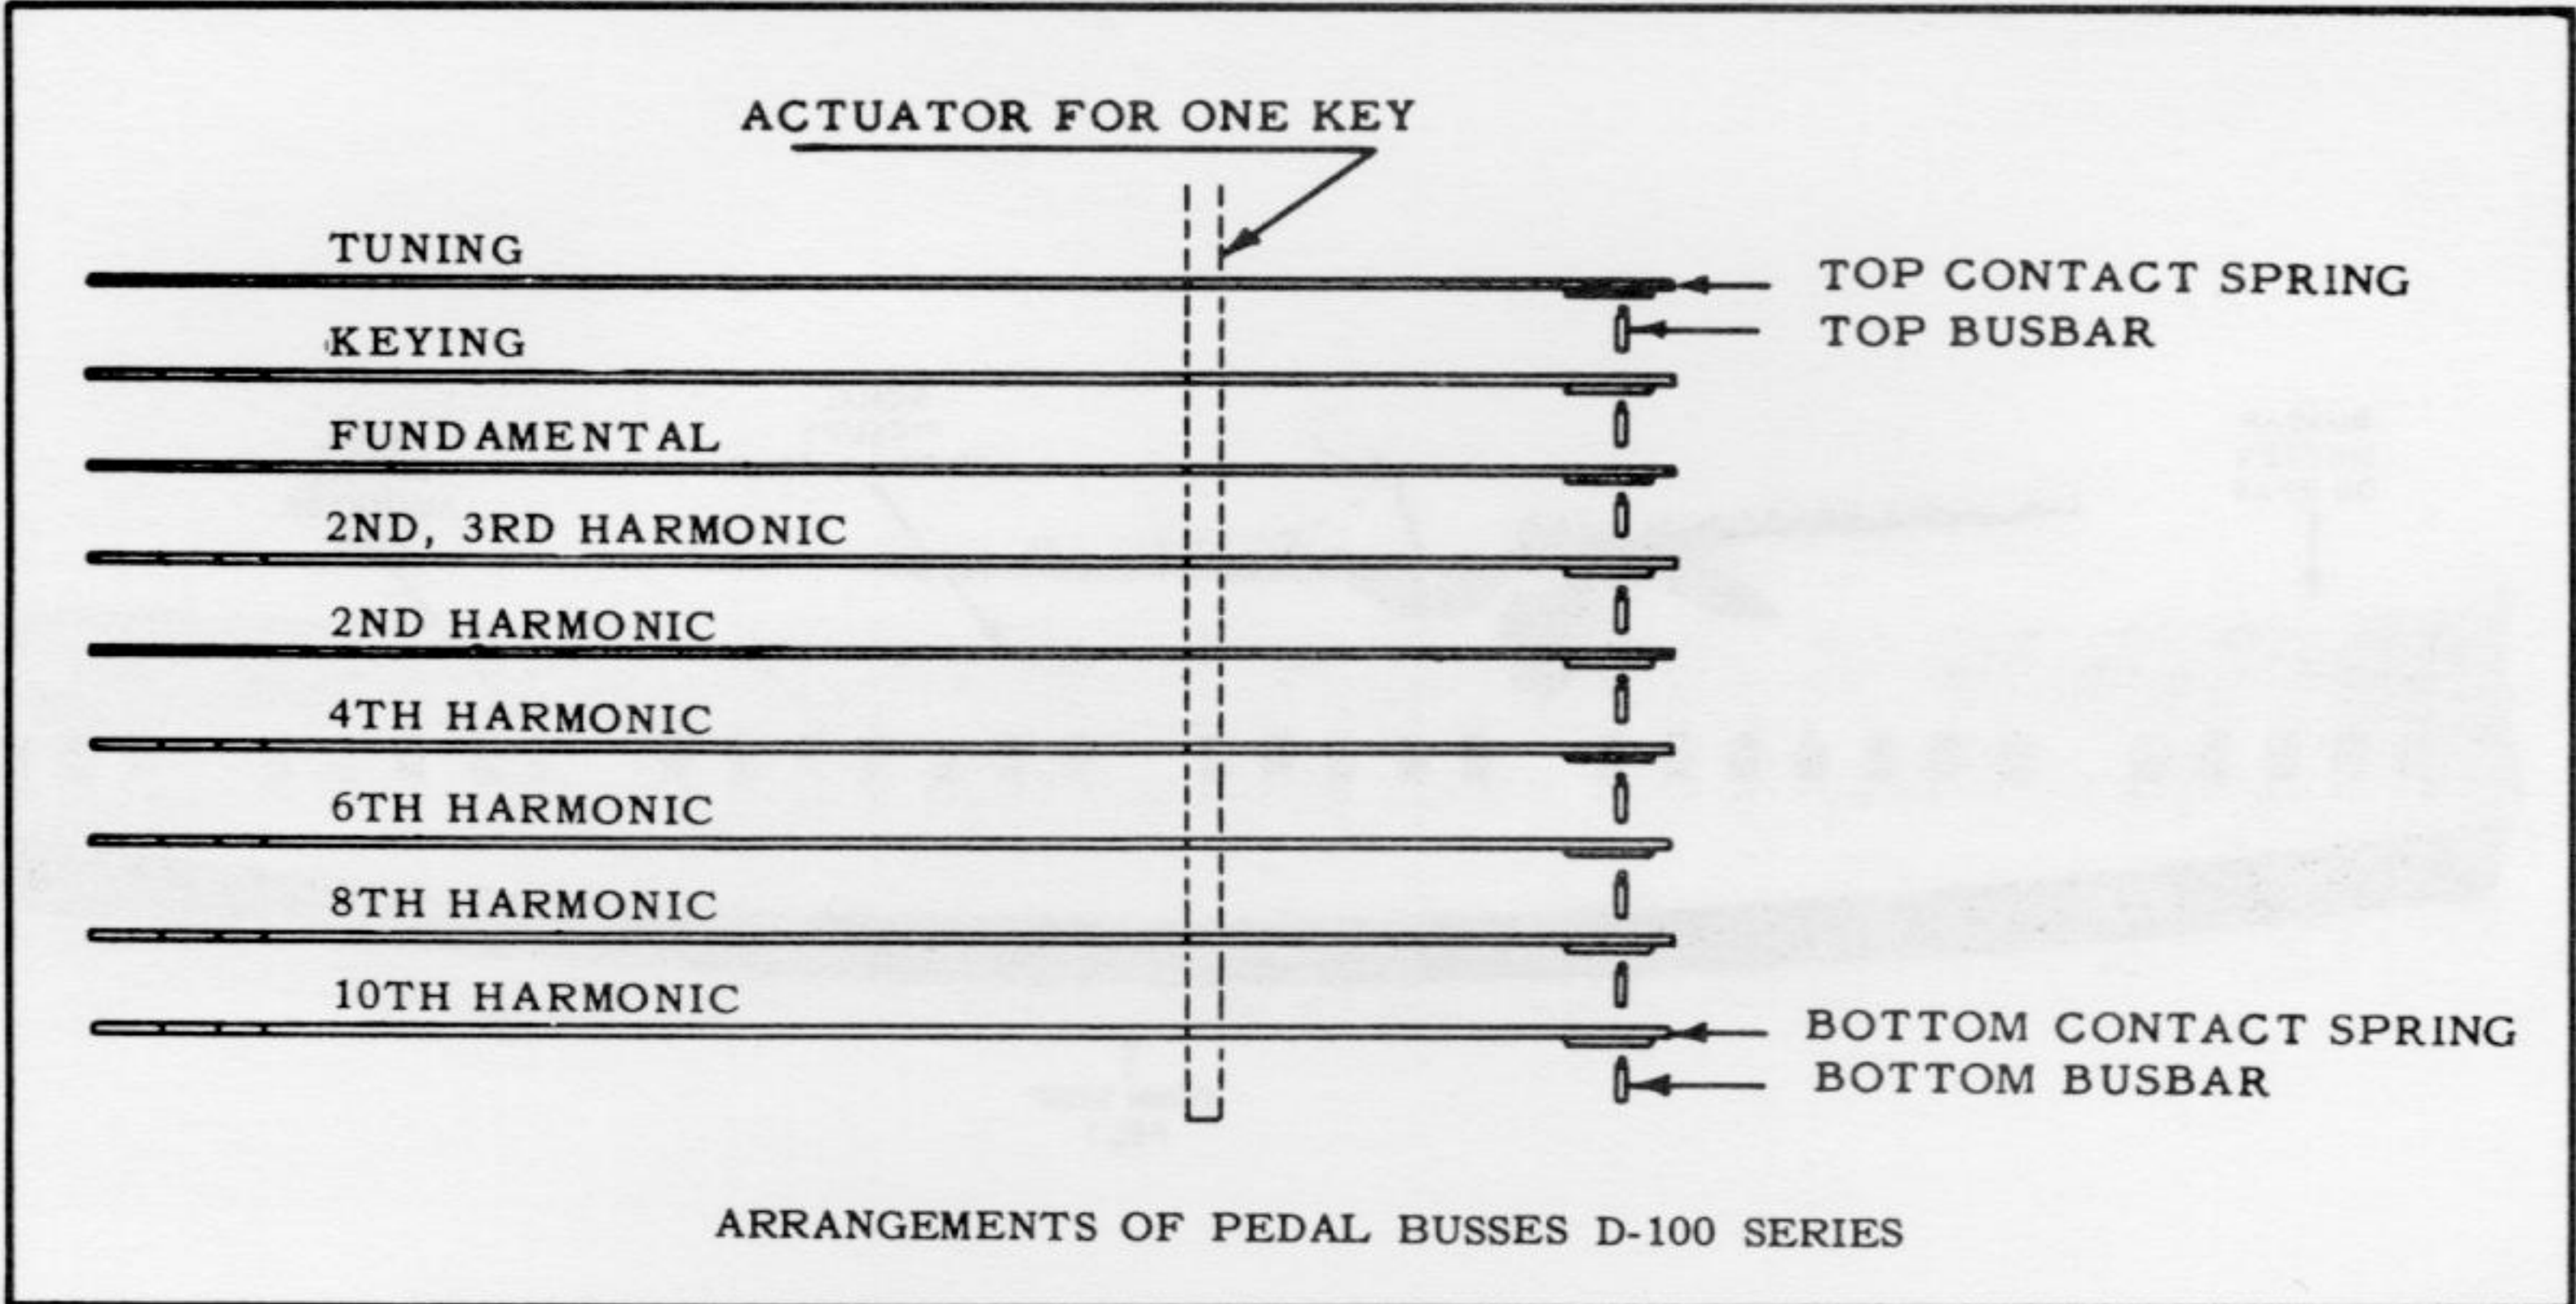 ACTUATOR FOR ONE KEY
TUNING
TOP CONTACT SPRING
TOP BUSBAR
KEYING
FUNDAMENTAL
2ND, 3RD HARMONIC
2ND HARMONIC
4TH HARMONIC
6TH HARMONIC
8TH HARMONIC
10TH HARMONIC
BOTTOM CONTACT SPRING
BOTTOM BUSBAR
ARRANGEMENTS OF PEDAL BUSSES D-100 SERIES